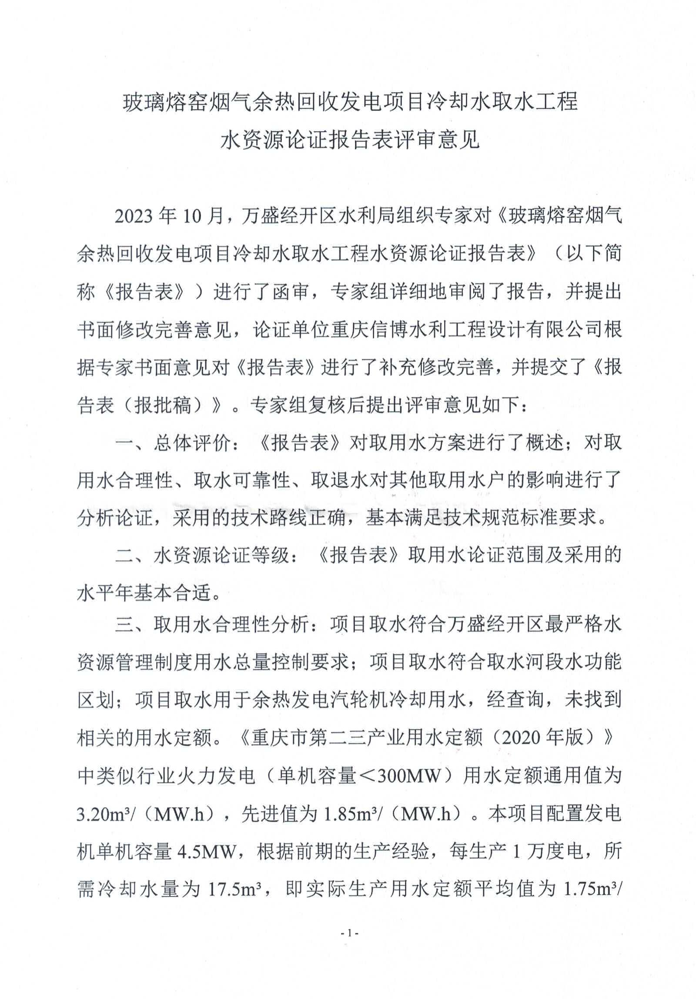 玻璃熔窑烟气余热回收发电项目冷却水取水工程
水资源论证报告表评审意见
2023 年 10 月，万盛经开区水利局组织专家对《玻璃熔窑烟气
余热回收发电项目冷却水取水工程水资源论证报告表》（以下简
称《报告表》）进行了函审，专家组详细地审阅了报告，并提出
书面修改完善意见，论证单位重庆信博水利工程设计有限公司根
据专家书面意见对《报告表》进行了补充修改完善，并提交了《报
告表（报批稿）》。专家组复核后提出评审意见如下：
一、总体评价：《报告表》对取用水方案进行了概述；对取
用水合理性、取水可靠性、取退水对其他取用水户的影响进行了
分析论证，采用的技术路线正确，基本满足技术规范标准要求。
二、水资源论证等级：《报告表》取用水论证范围及采用的
水平年基本合适。
三、取用水合理性分析：项目取水符合万盛经开区最严格水
资源管理制度用水总量控制要求；项目取水符合取水河段水功能
区划；项目取水用于余热发电汽轮机冷却用水，经查询，未找到
相关的用水定额。《重庆市第二三产业用水定额（2020 年版）》
中类似行业火力发电（单机容量＜300MW）用水定额通用值为
3.20m³/（MW.h），先进值为 1.85m³/（MW.h）。本项目配置发电
机单机容量 4.5MW，根据前期的生产经验，每生产 1 万度电，所
需冷却水量为 17.5m³，即实际生产用水定额平均值为 1.75m³/
- 1 -